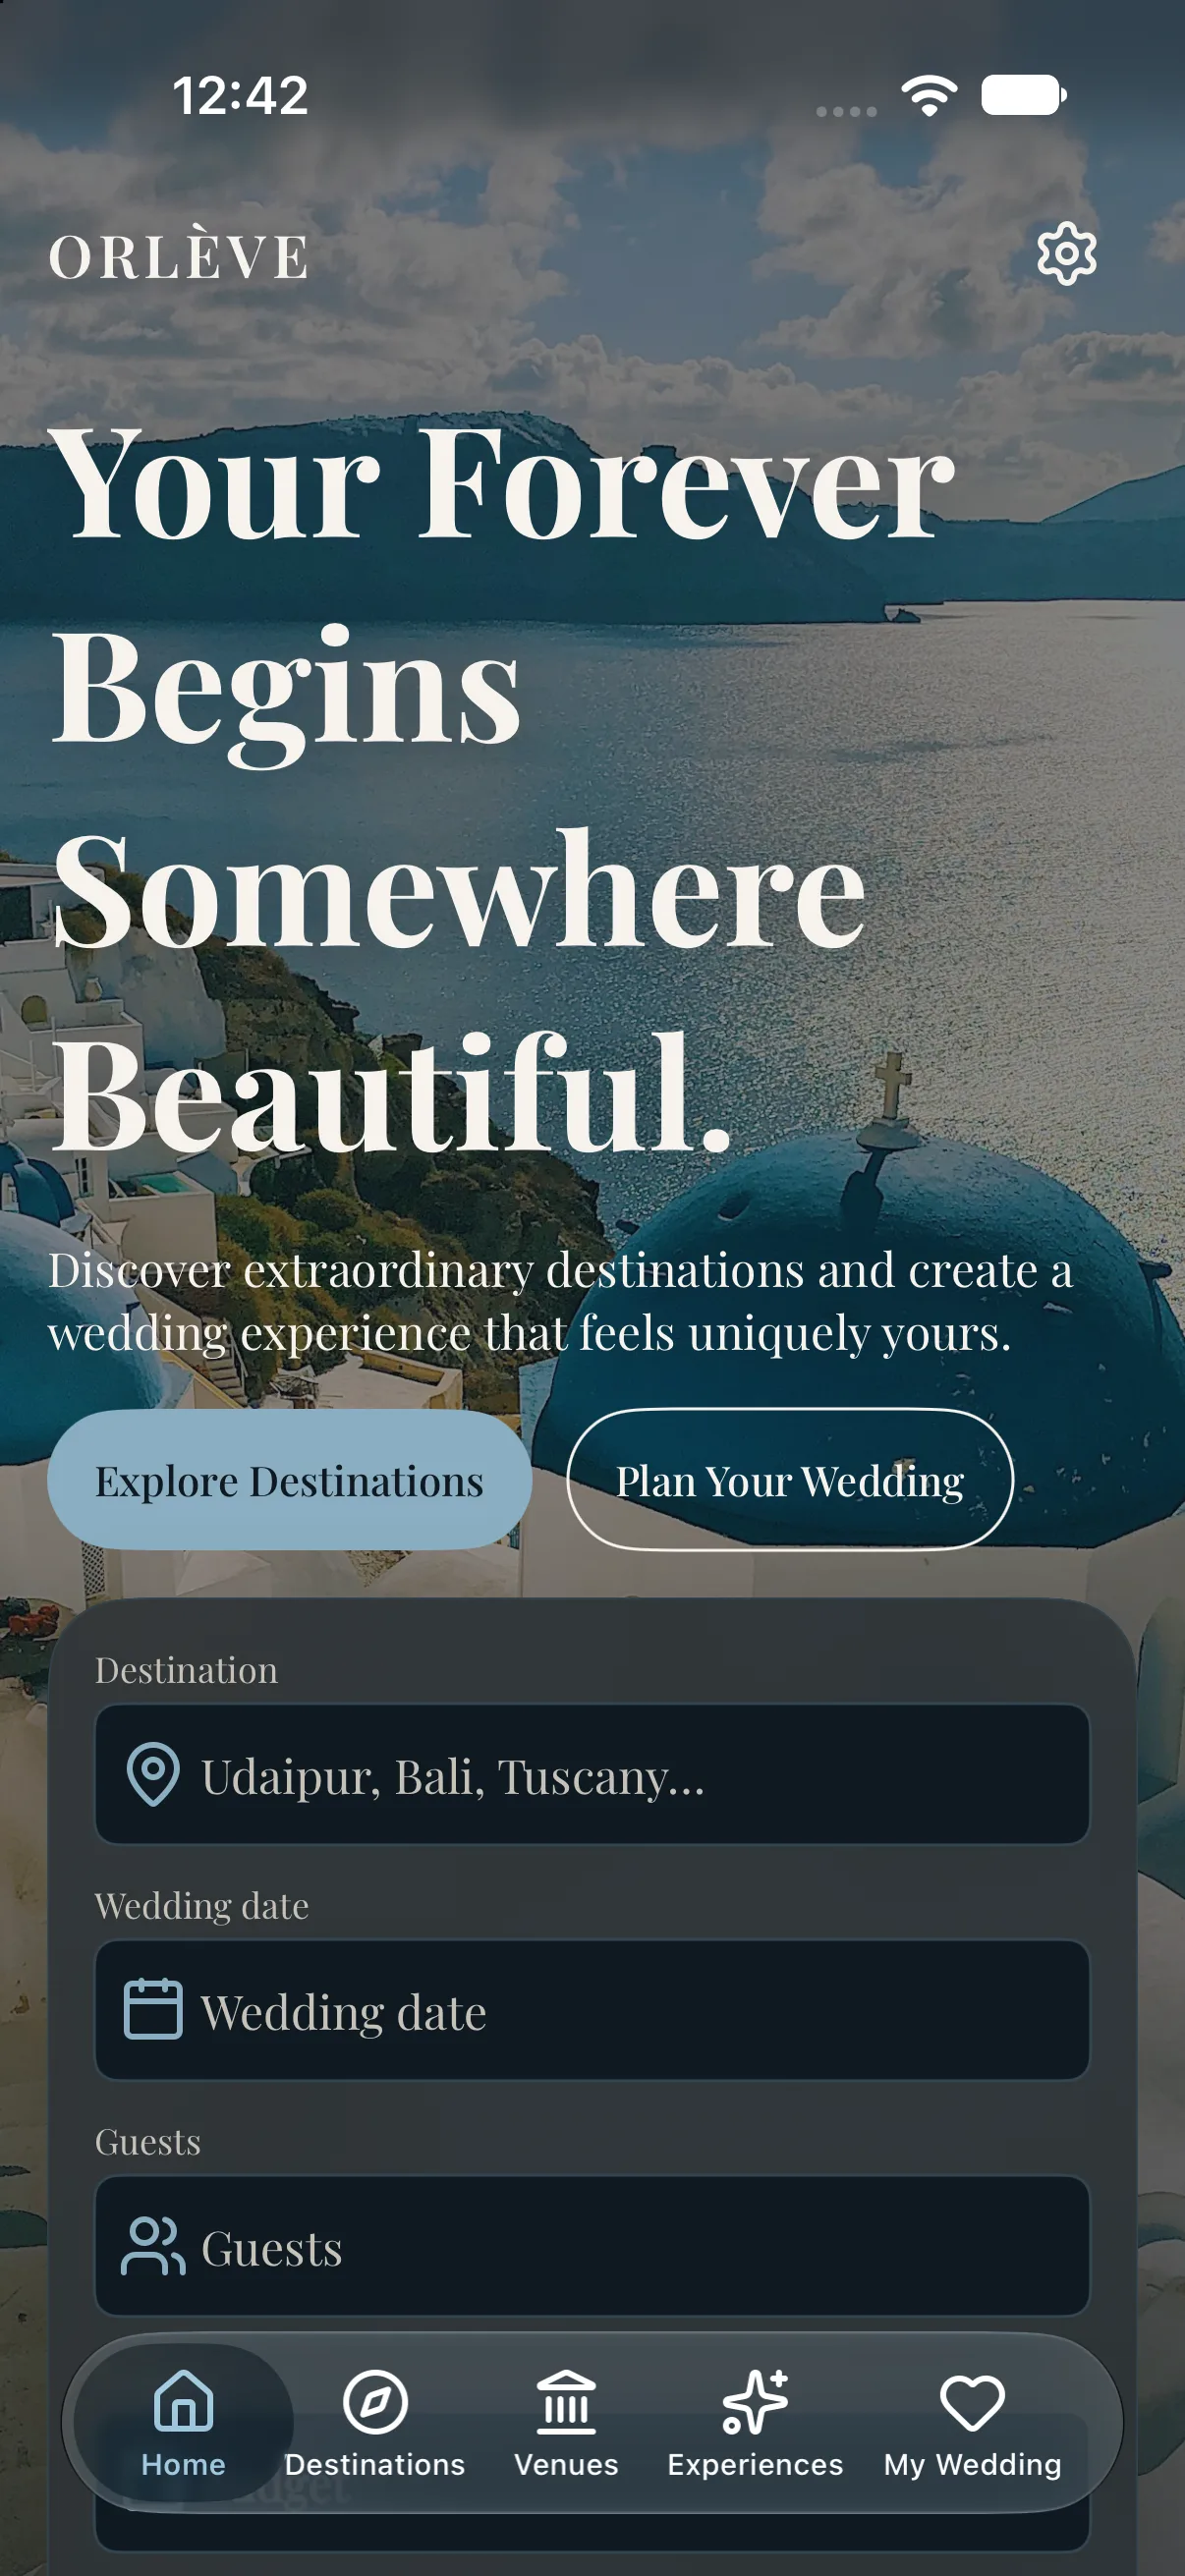 12:42
ORLÈVE
Your Forever
Begins
Somewhere
Beautiful.
Discover extraordinary destinations and create a
wedding experience that feels uniquely yours.
Explore Destinations
Plan Your Wedding
Destination
Udaipur, Bali, Tuscany...
Wedding date
Wedding date
Guests
Guests
Home
Destinations
Venues
Experiences
My Wedding